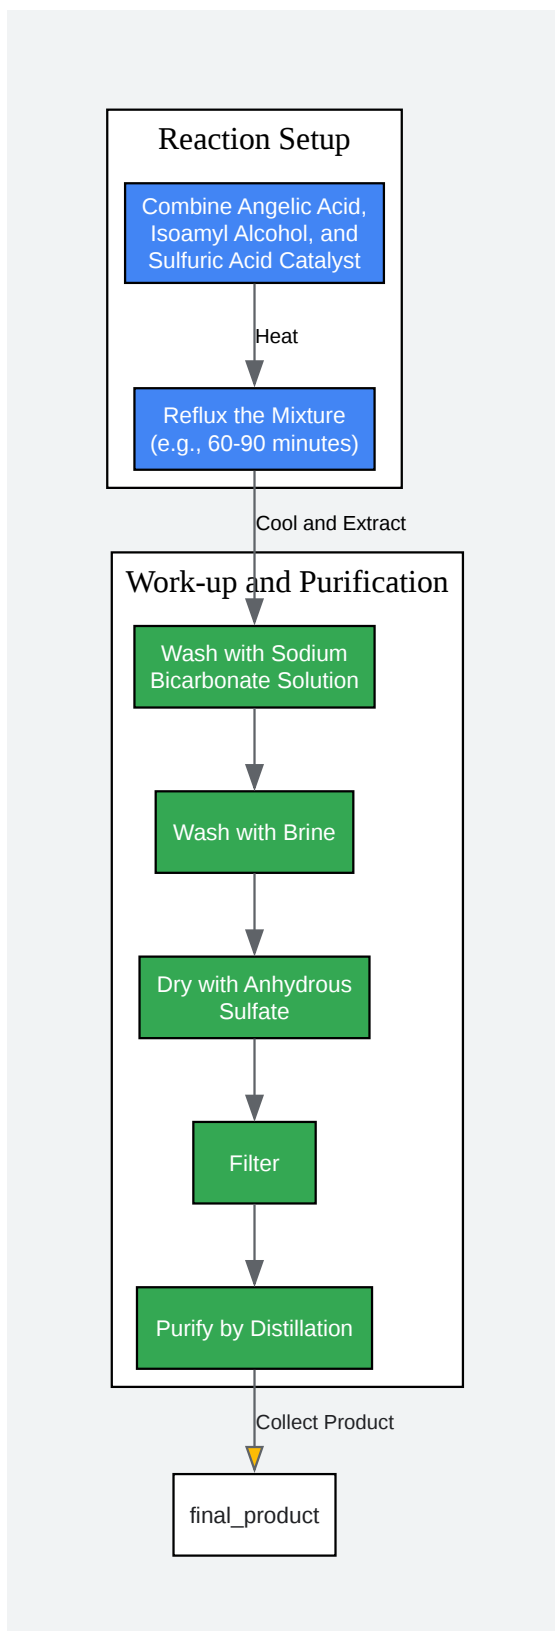 Reaction Setup
Combine Angelic Acid,
Isoamyl Alcohol, and
Sulfuric Acid Catalyst
Heat
Reflux the Mixture
(e.g., 60-90 minutes)
Cool and Extract
Work-up and Purification
Wash with Sodium
Bicarbonate Solution
Wash with Brine
Dry with Anhydrous
Sulfate
Filter
Purify by Distillation
Collect Product
final_product